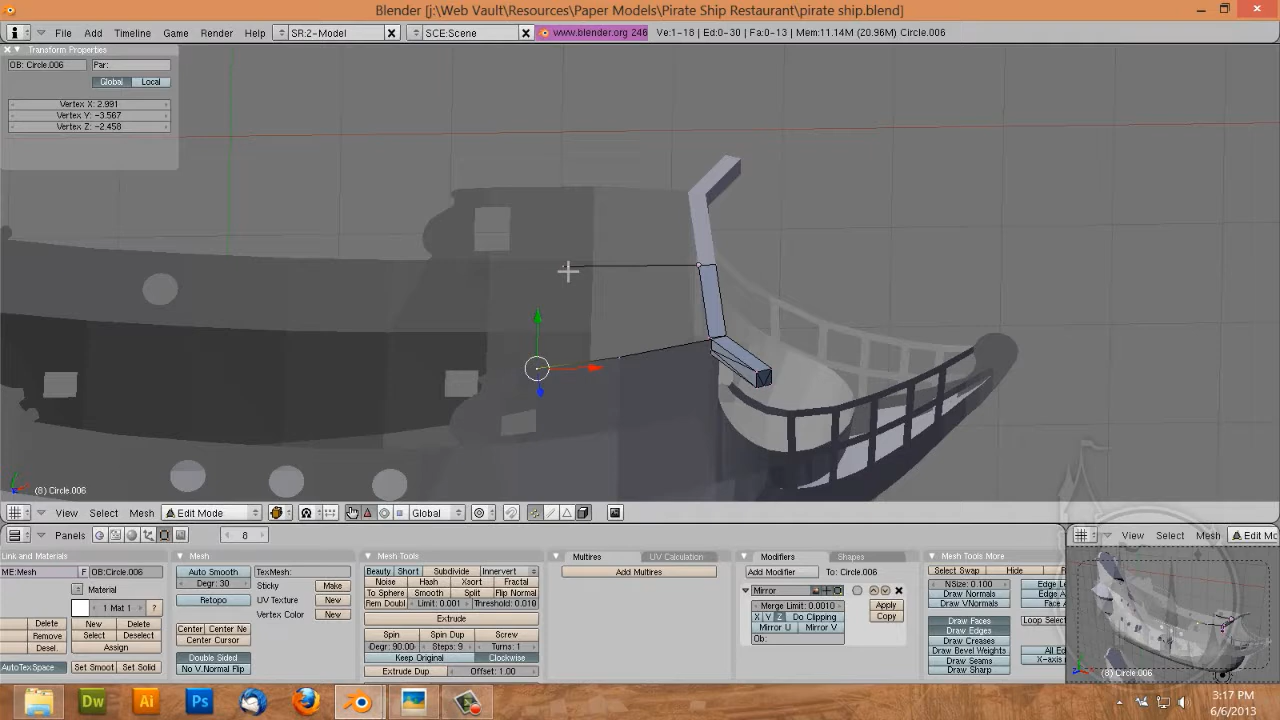 Blender [j:\Web Vault\Resources\Paper Models\Pirate Ship Restaurant\pirate ship.blend]
File Add Timeline Game Render Help SR:2-Model SCE:Scene www.blender.org 246 Ve:1-18 | Ed:0-30 | Fa:0-13 | Mem:11.14M (20.96M) Circle.006
Transform Properties
OB: Circle.006 Par:
Global Local
Vertex X: 2.991
Vertex Y: -3.567
Vertex Z: -2.458
(8) Circle.006
View Select Mesh Edit Mode Global
Panels 8 View Select Mesh Edit Mo
Link and Materials Mesh Mesh Tools Multires UV Calculation Modifiers Shapes Mesh Tools More
ME:Mesh F OB:Circle.006 Auto Smooth TexMesh: Beauty Short Subdivide Innervert Add Multires Add Modifier To: Circle.006 Select Swap Hide
Degr: 30 Sticky Make Noise Hash Xsort Fractal NSize: 0.100 Edge L
Material Mirror To Sphere Smooth Split Flip Normal Draw Normals Edge
1 Mat 1 ? Retopo UV Texture New Rem Doubl Limit: 0.001 Threshold: 0.010 Merge Limit: 0.0010 Apply Draw VNormals Face
Delete New Delete Vertex Color New Extrude X Y Z Do Clipping Copy Draw Faces Loop Selec
Remove Select Deselect Center Center Ne Spin Spin Dup Screw Mirror U Mirror V Draw Edges
Desel. Assign Center Cursor Degr: 90.00 Steps: 9 Turns: 1 Ob: Draw Creases
Double Sided Keep Original Clockwise Draw Bevel Weights All Ed
AutoTexSpace Set Smoot Set Solid No V.Normal Flip Extrude Dup Offset: 1.00 Draw Seams X-axis
Draw Sharp
(8) Circle.006
Dw Ai Ps
3:17 PM
6/6/2013